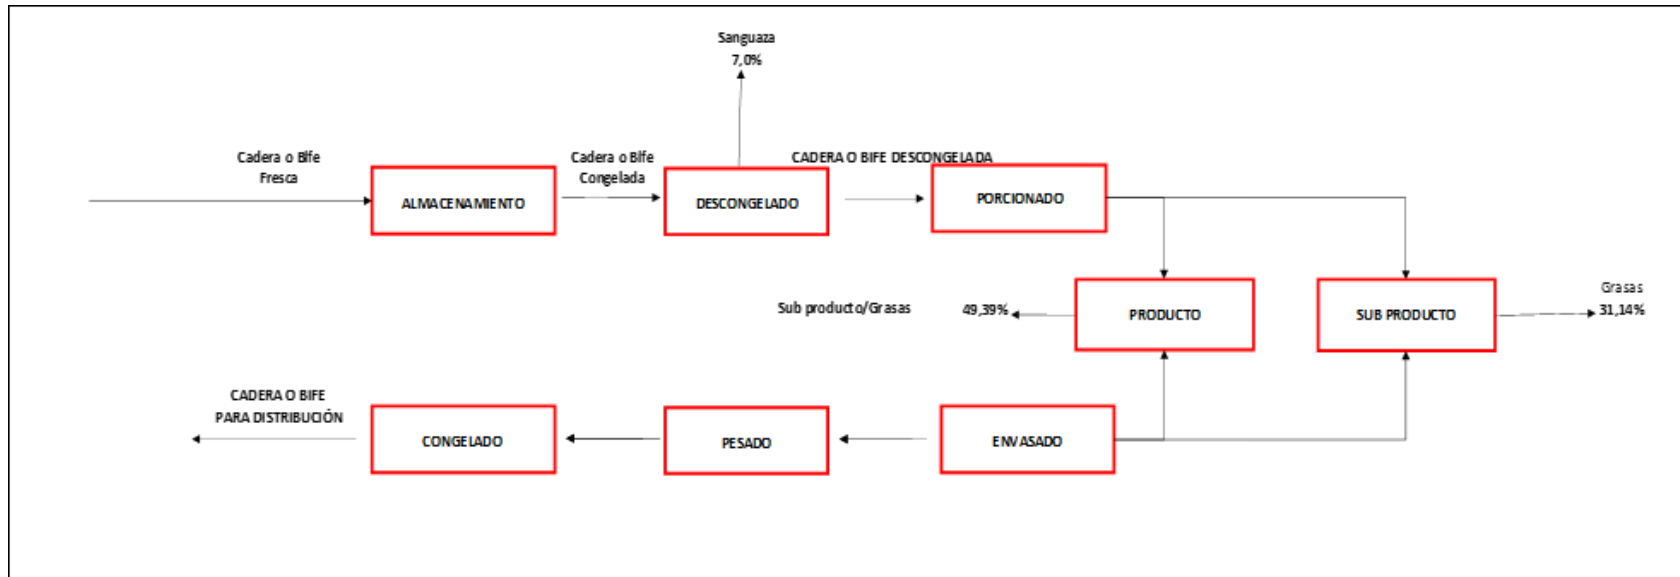 Sanguaza
7,0%
Cadera o Bife
Fresca
Cadera o Bife
Congelada
CADERA O BIFE DESCONGELADA
ALMACENAMIENTO
DESCONGELADO
PORCIONADO
Sub producto/Grasas 49,39%
PRODUCTO
SUB PRODUCTO
Grasas
31,14%
CADERA O BIFE
PARA DISTRIBUCIÓN
CONGELADO
PESADO
ENVASADO